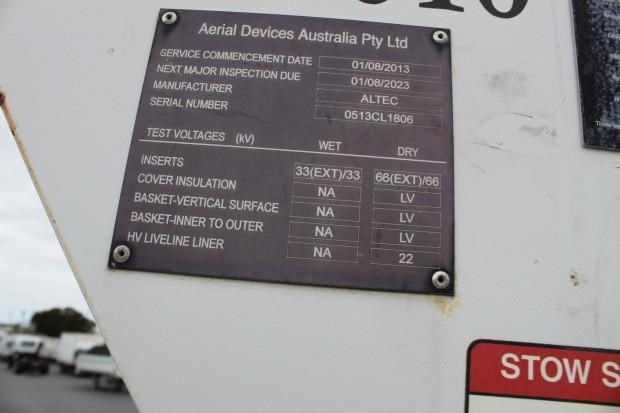 Aerial Devices Australia Pty Ltd
SERVICE COMMENCEMENT DATE 01/08/2013
NEXT MAJOR INSPECTION DUE 01/08/2023
MANUFACTURER ALTEC
SERIAL NUMBER 0513CL1806
TEST VOLTAGES (kV) WET DRY
INSERTS 33(EXT)/33 66(EXT)/66
COVER INSULATION NA LV
BASKET-VERTICAL SURFACE NA LV
BASKET-INNER TO OUTER NA LV
HV LIVELINE LINER NA 22
STOW S